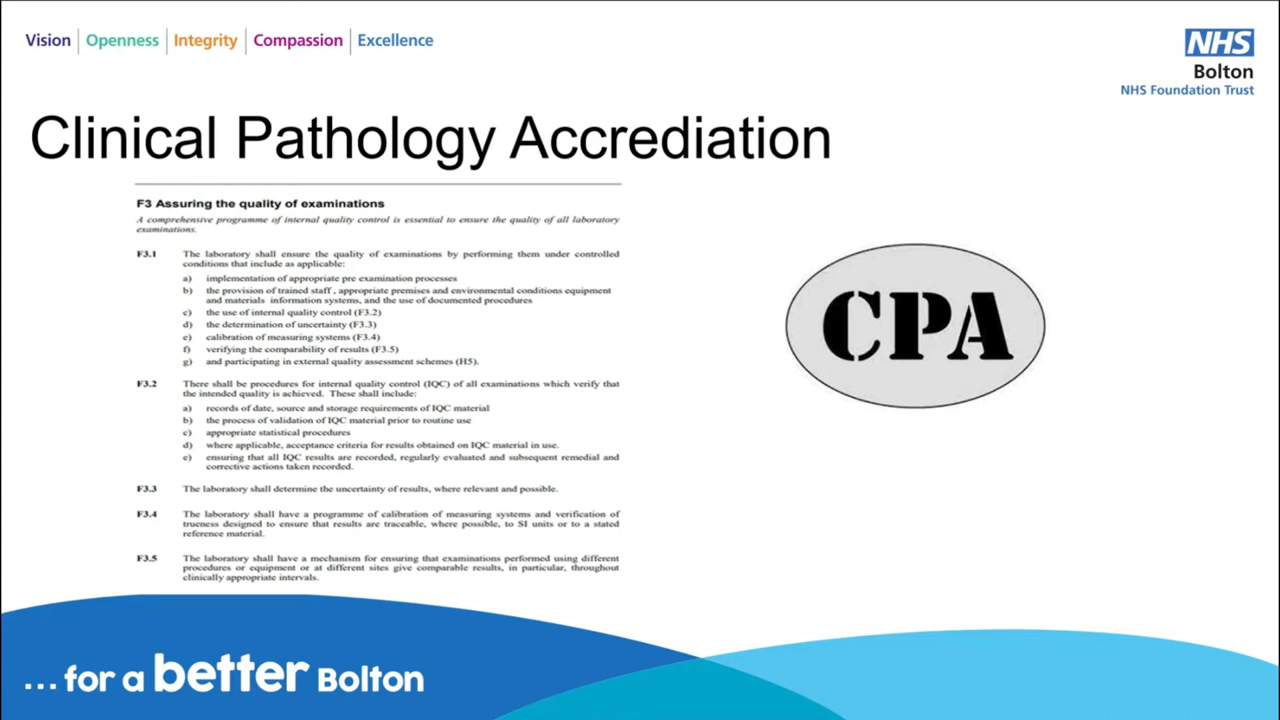 Vision | Openness | Integrity | Compassion | Excellence
NHS
Bolton
NHS Foundation Trust
Clinical Pathology Accrediation
F3 Assuring the quality of examinations
A comprehensive programme of internal quality control is essential to ensure the quality of all laboratory
examinations.
F3.1 The laboratory shall ensure the quality of examinations by performing them under controlled
conditions that include as applicable:
a) implementation of appropriate pre examination processes
b) the provision of trained staff , appropriate premises and environmental conditions equipment
and materials information systems, and the use of documented procedures
c) the use of internal quality control (F3.2)
d) the determination of uncertainty (F3.3)
e) calibration of measuring systems (F3.4)
f) verifying the comparability of results (F3.5)
g) and participating in external quality assessment schemes (H5).
F3.2 There shall be procedures for internal quality control (IQC) of all examinations which verify that
the intended quality is achieved. These shall include:
a) records of date, source and storage requirements of IQC material
b) the process of validation of IQC material prior to routine use
c) appropriate statistical procedures
d) where applicable, acceptance criteria for results obtained on IQC material in use.
e) ensuring that all IQC results are recorded, regularly evaluated and subsequent remedial and
corrective actions taken recorded.
F3.3 The laboratory shall determine the uncertainty of results, where relevant and possible.
F3.4 The laboratory shall have a programme of calibration of measuring systems and verification of
trueness designed to ensure that results are traceable, where possible, to SI units or to a stated
reference material.
F3.5 The laboratory shall have a mechanism for ensuring that examinations performed using different
procedures or equipment or at different sites give comparable results, in particular, throughout
clinically appropriate intervals.
CPA
...for a better Bolton